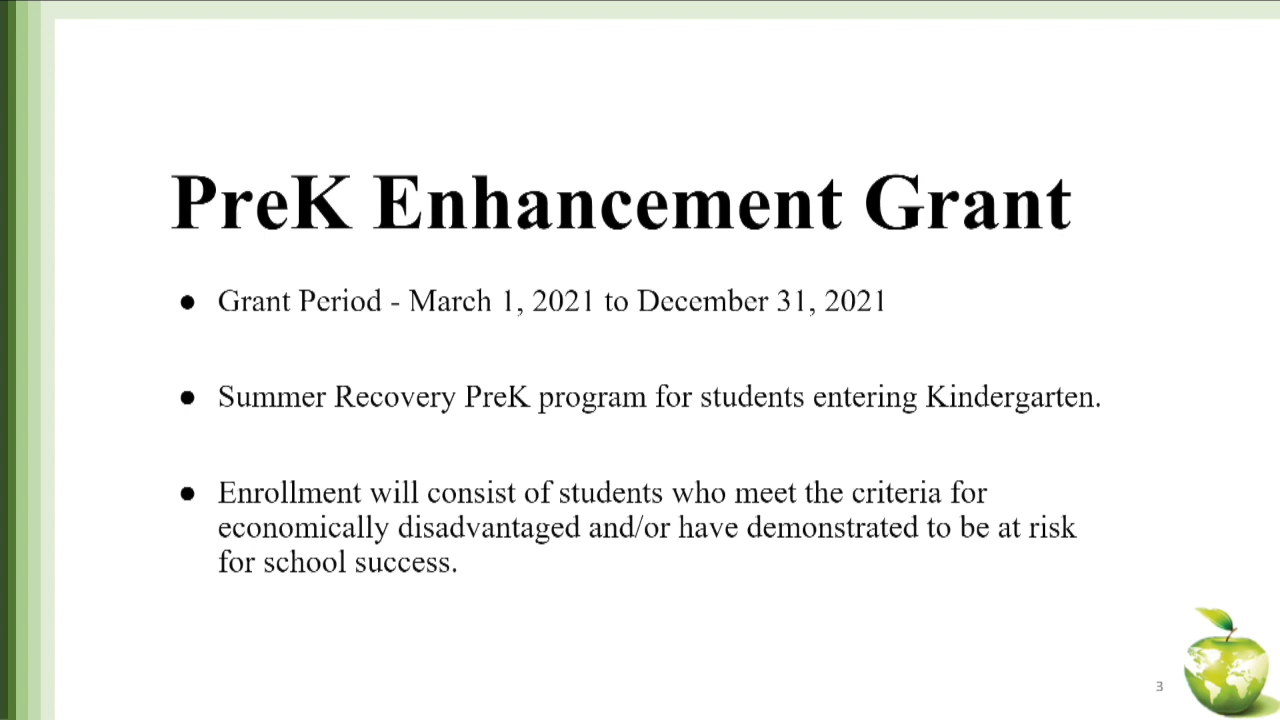 PreK Enhancement Grant
● Grant Period - March 1, 2021 to December 31, 2021
● Summer Recovery PreK program for students entering Kindergarten.
● Enrollment will consist of students who meet the criteria for
economically disadvantaged and/or have demonstrated to be at risk
for school success.
3